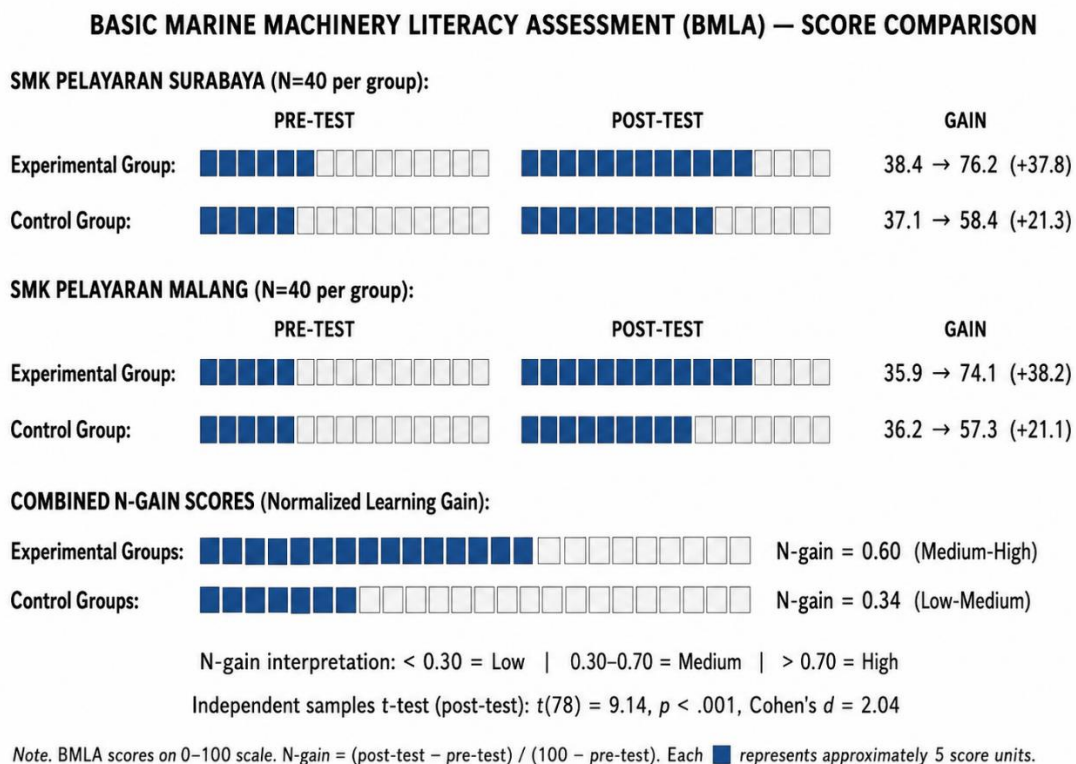 BASIC MARINE MACHINERY LITERACY ASSESSMENT (BMLA) — SCORE COMPARISON
SMK PELAYARAN SURABAYA (N=40 per group):
PRE-TEST POST-TEST GAIN
Experimental Group: 38.4 → 76.2 (+37.8)
Control Group: 37.1 → 58.4 (+21.3)
SMK PELAYARAN MALANG (N=40 per group):
PRE-TEST POST-TEST GAIN
Experimental Group: 35.9 → 74.1 (+38.2)
Control Group: 36.2 → 57.3 (+21.1)
COMBINED N-GAIN SCORES (Normalized Learning Gain):
Experimental Groups: N-gain = 0.60 (Medium-High)
Control Groups: N-gain = 0.34 (Low-Medium)
N-gain interpretation: < 0.30 = Low | 0.30–0.70 = Medium | > 0.70 = High
Independent samples t-test (post-test): t(78) = 9.14, p < .001, Cohen's d = 2.04
Note. BMLA scores on 0–100 scale. N-gain = (post-test − pre-test) / (100 − pre-test). Each represents approximately 5 score units.